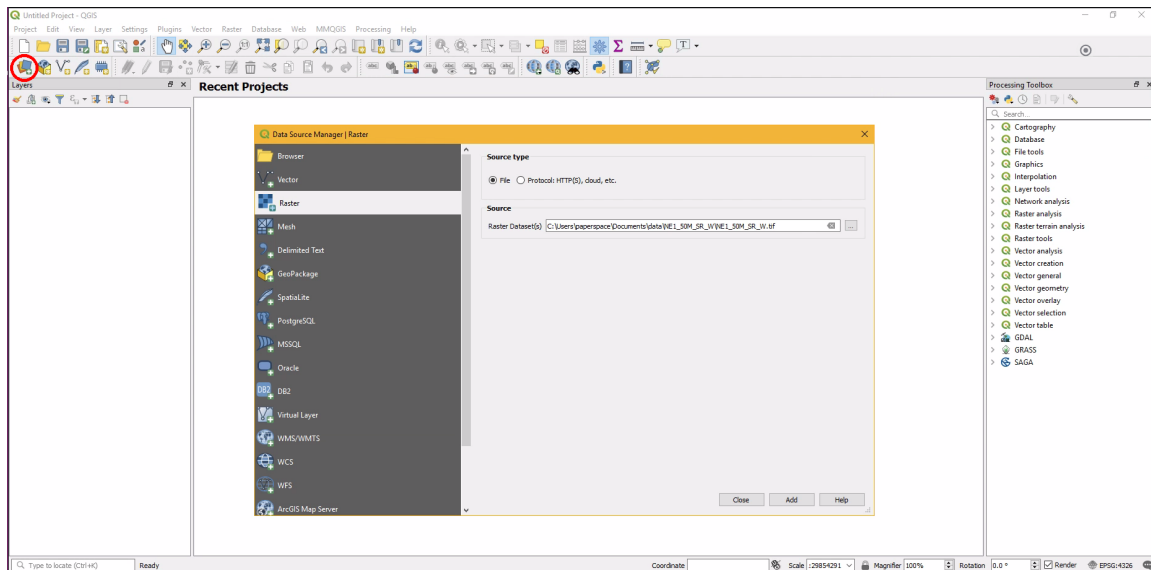 Untitled Project - QGIS
Project Edit View Layer Settings Plugins Vector Raster Database Web MMQGIS Processing Help
Layers
Recent Projects
Processing Toolbox
Search...
Cartography
Database
File tools
Graphics
Interpolation
Layer tools
Network analysis
Raster analysis
Raster terrain analysis
Raster tools
Vector analysis
Vector creation
Vector general
Vector geometry
Vector overlay
Vector selection
Vector table
GDAL
GRASS
SAGA
Data Source Manager | Raster
Browser
Vector
Raster
Mesh
Delimited Text
GeoPackage
SpatiaLite
PostgreSQL
MSSQL
Oracle
DB2
DB2
Virtual Layer
WMS/WMTS
WCS
WFS
ArcGIS Map Server
Source type
File Protocol: HTTP(S), cloud, etc.
Source
Raster Dataset(s) C:\Users\paperspace\Documents\data\NE1_50M_SR_W\NE1_50M_SR_W.tif
Close Add Help
Type to locate (Ctrl+K) Ready Coordinate Scale :29854291 Magnifier 100% Rotation 0.0 ° Render EPSG:4326